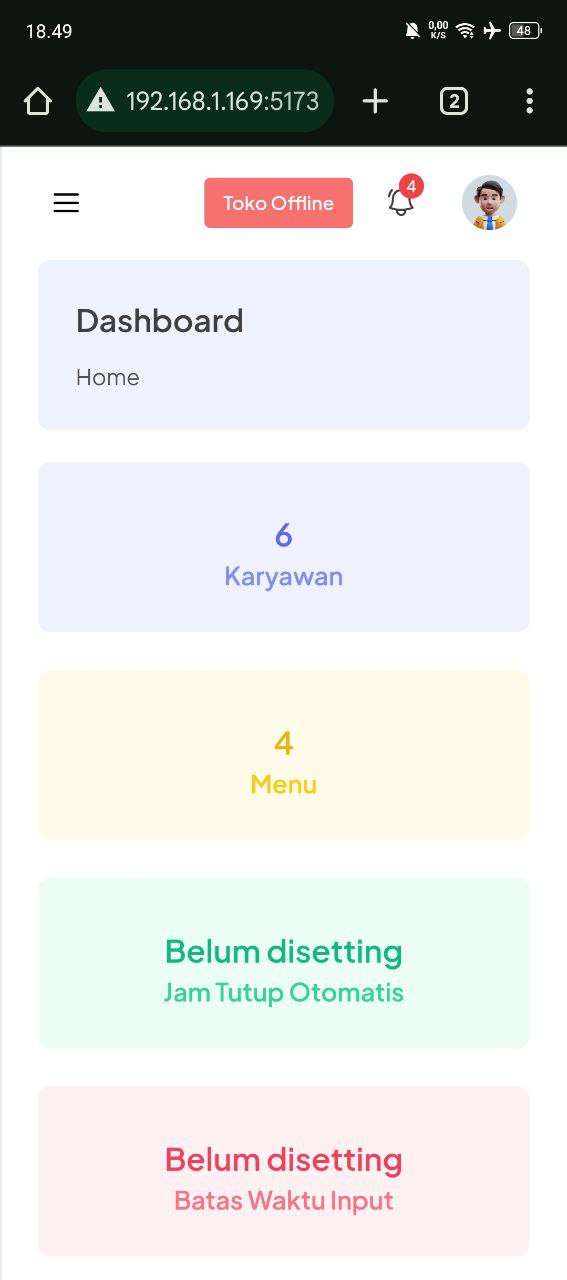 18.49
0,00
K/S
48
192.168.1.169:5173
2
Toko Offline
4
Dashboard
Home
6
Karyawan
4
Menu
Belum disetting
Jam Tutup Otomatis
Belum disetting
Batas Waktu Input